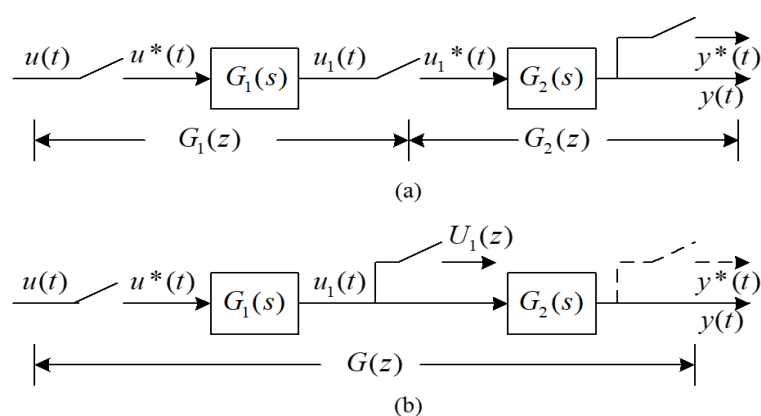 u(t) u*(t) G₁(s) u₁(t) u₁*(t) G₂(s) y*(t)
y(t)
G₁(z) G₂(z)
(a)
U₁(z)
u(t) u*(t) G₁(s) u₁(t) G₂(s) y*(t)
y(t)
G(z)
(b)